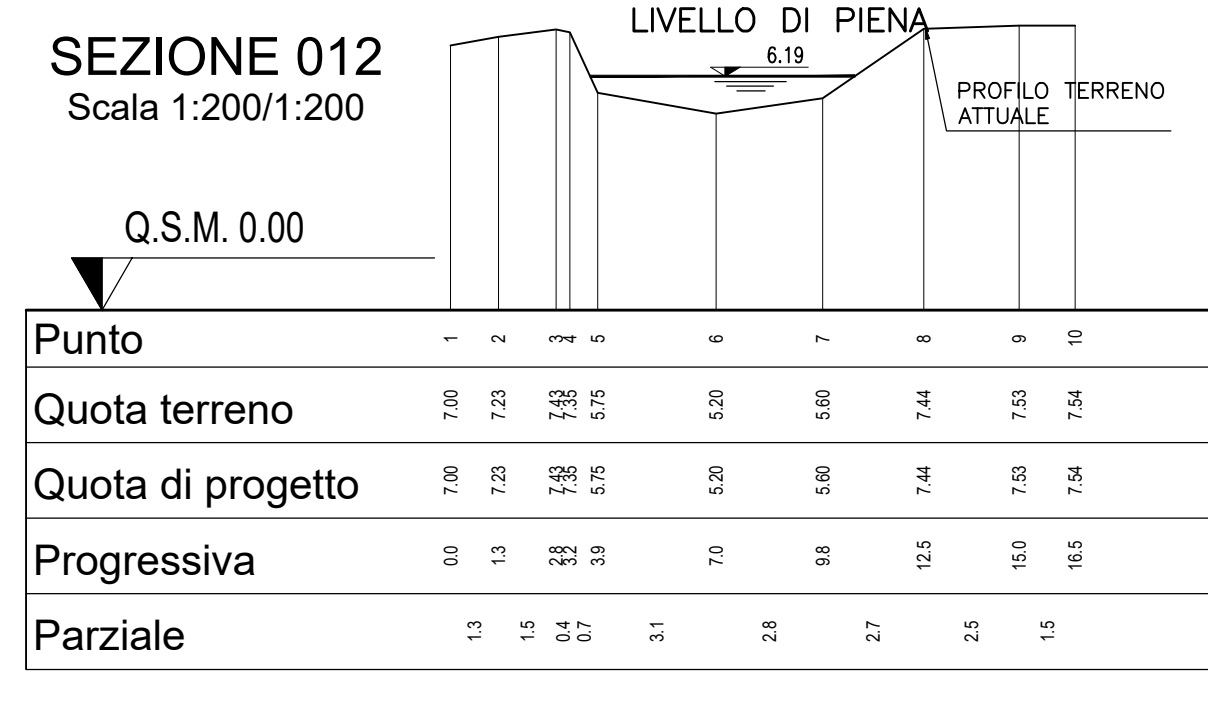 LIVELLO DI PIENA
SEZIONE 012
Scala 1:200/1:200
6.19
PROFILO TERRENO
ATTUALE
Q.S.M. 0.00
Punto 1 2 3 4 5 6 7 8 9 10
Quota terreno 7.00 7.23 7.43 7.35 5.75 5.20 5.60 7.44 7.53 7.54
Quota di progetto 7.00 7.23 7.43 7.35 5.75 5.20 5.60 7.44 7.53 7.54
Progressiva 0.0 1.3 2.8 3.2 3.9 7.0 9.8 12.5 15.0 16.5
Parziale 1.3 1.5 0.4 0.7 3.1 2.8 2.7 2.5 1.5